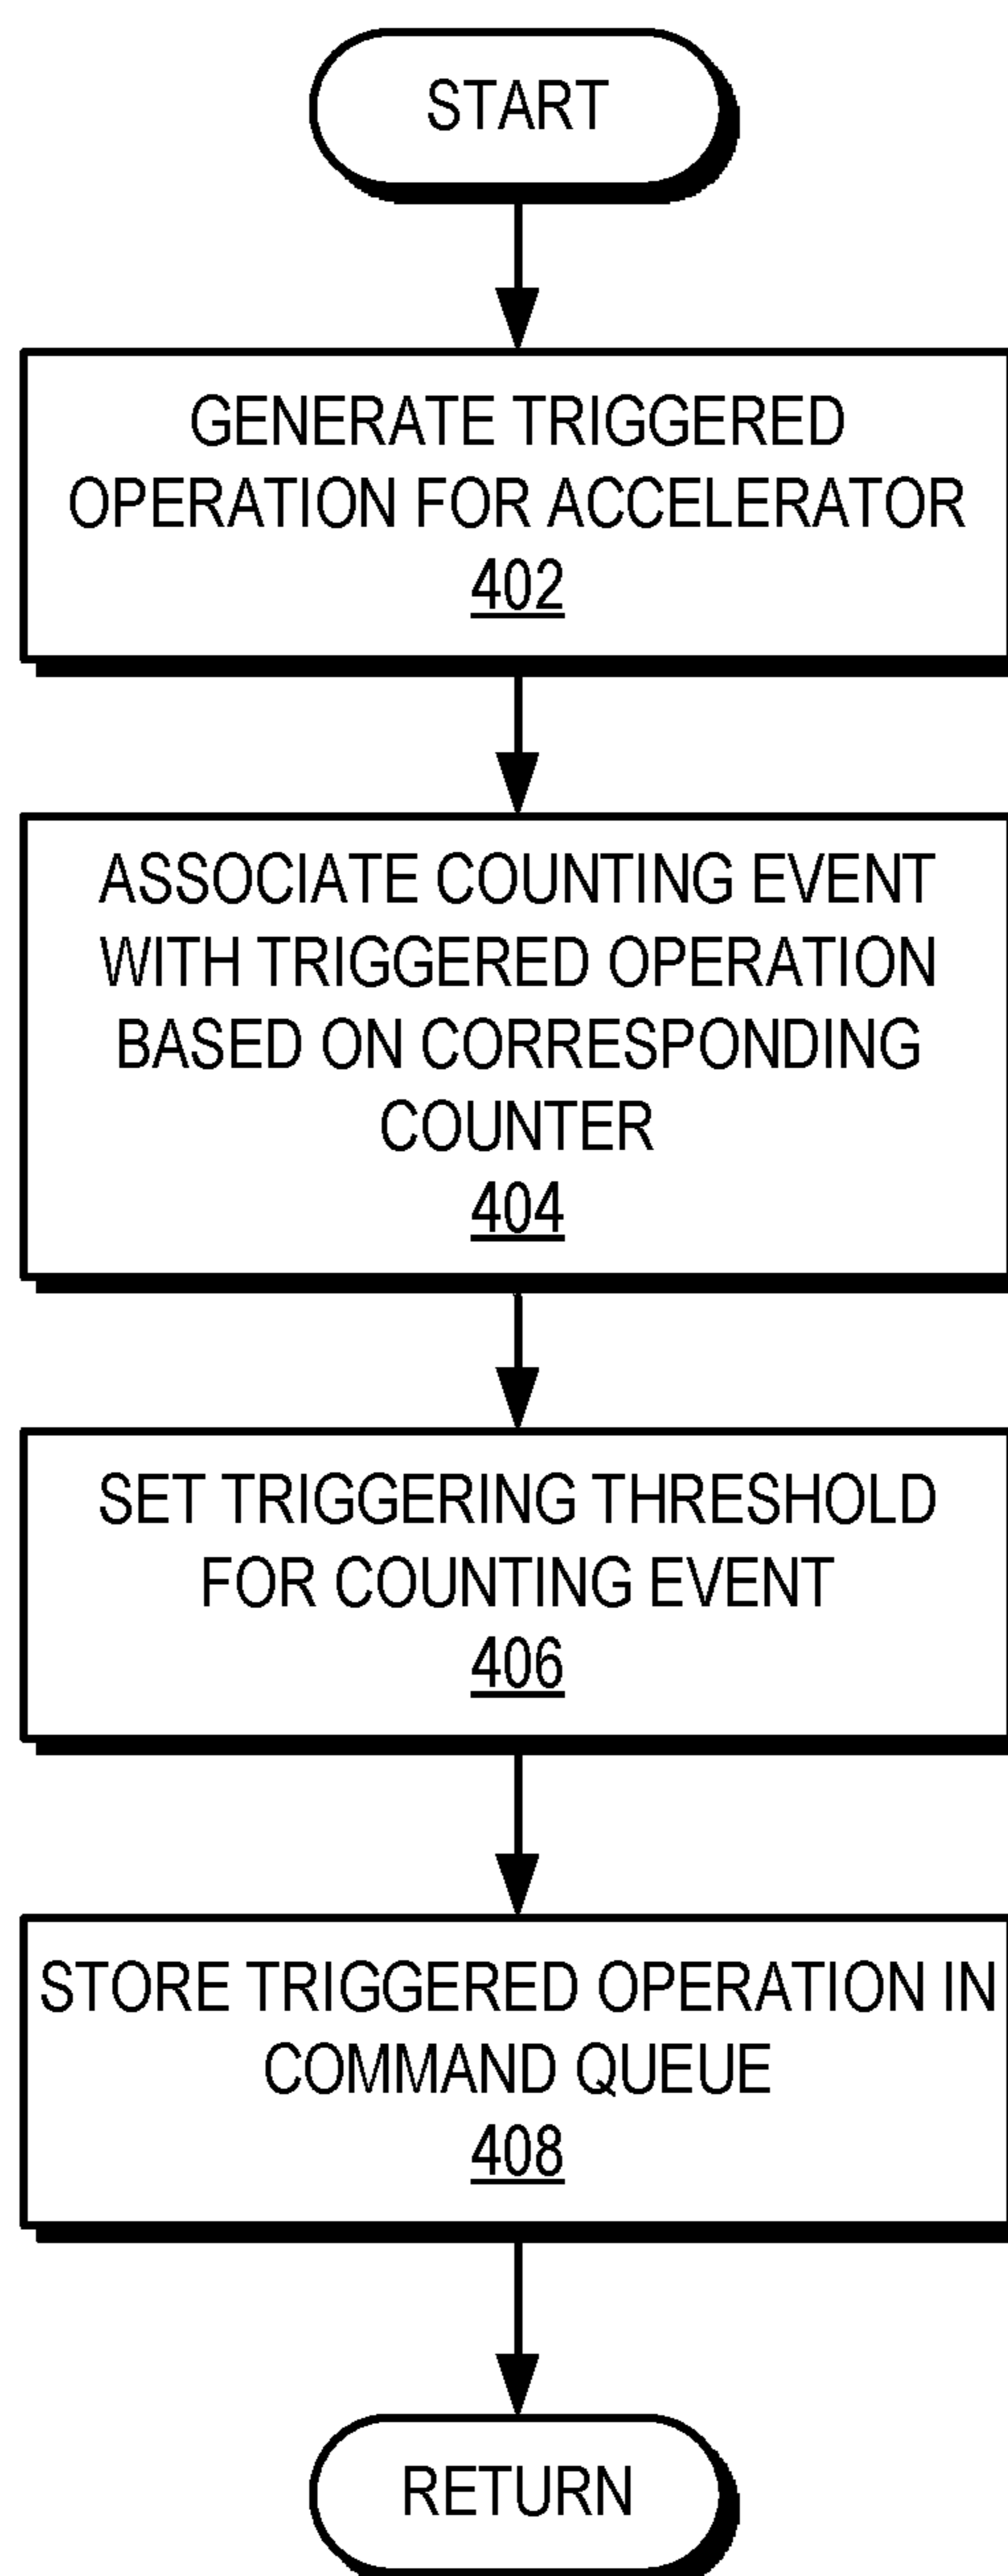 START
GENERATE TRIGGERED
OPERATION FOR ACCELERATOR
402
ASSOCIATE COUNTING EVENT
WITH TRIGGERED OPERATION
BASED ON CORRESPONDING
COUNTER
404
SET TRIGGERING THRESHOLD
FOR COUNTING EVENT
406
STORE TRIGGERED OPERATION IN
COMMAND QUEUE
408
RETURN